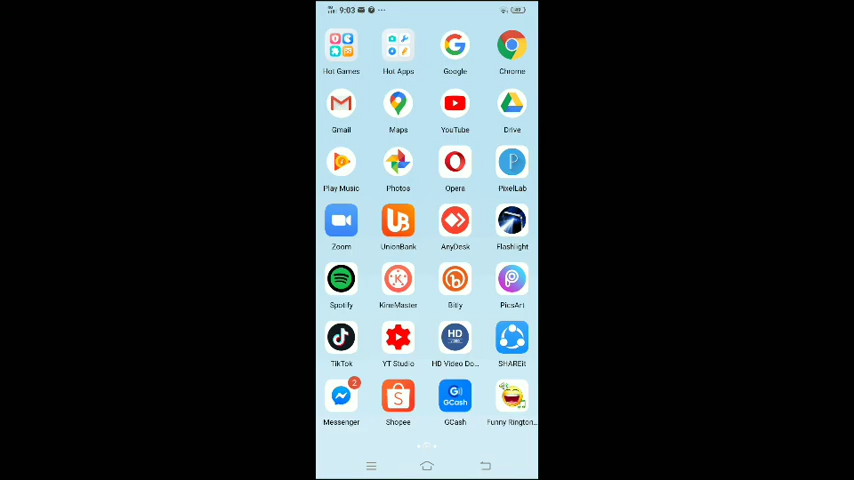 9:03
Hot Games Hot Apps Google Chrome
Gmail Maps YouTube Drive
Play Music Photos Opera PixelLab
Zoom UnionBank AnyDesk Flashlight
Spotify KineMaster Bitly PicsArt
HD
TikTok YT Studio HD Video Do... SHAREit
2
GCash
Messenger Shopee GCash Funny Rington...